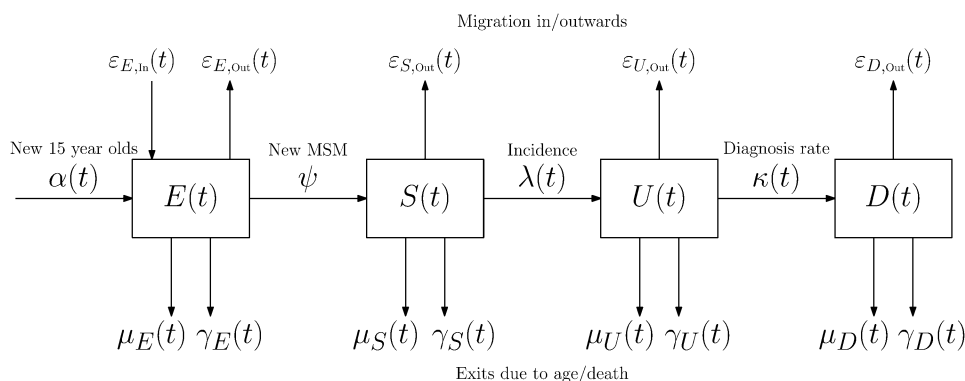 Migration in/outwards
ε_{E,In}(t) ε_{E,Out}(t) ε_{S,Out}(t) ε_{U,Out}(t) ε_{D,Out}(t)
New 15 year olds New MSM Incidence Diagnosis rate
α(t) ψ λ(t) κ(t)
E(t) S(t) U(t) D(t)
μ_E(t) γ_E(t) μ_S(t) γ_S(t) μ_U(t) γ_U(t) μ_D(t) γ_D(t)
Exits due to age/death